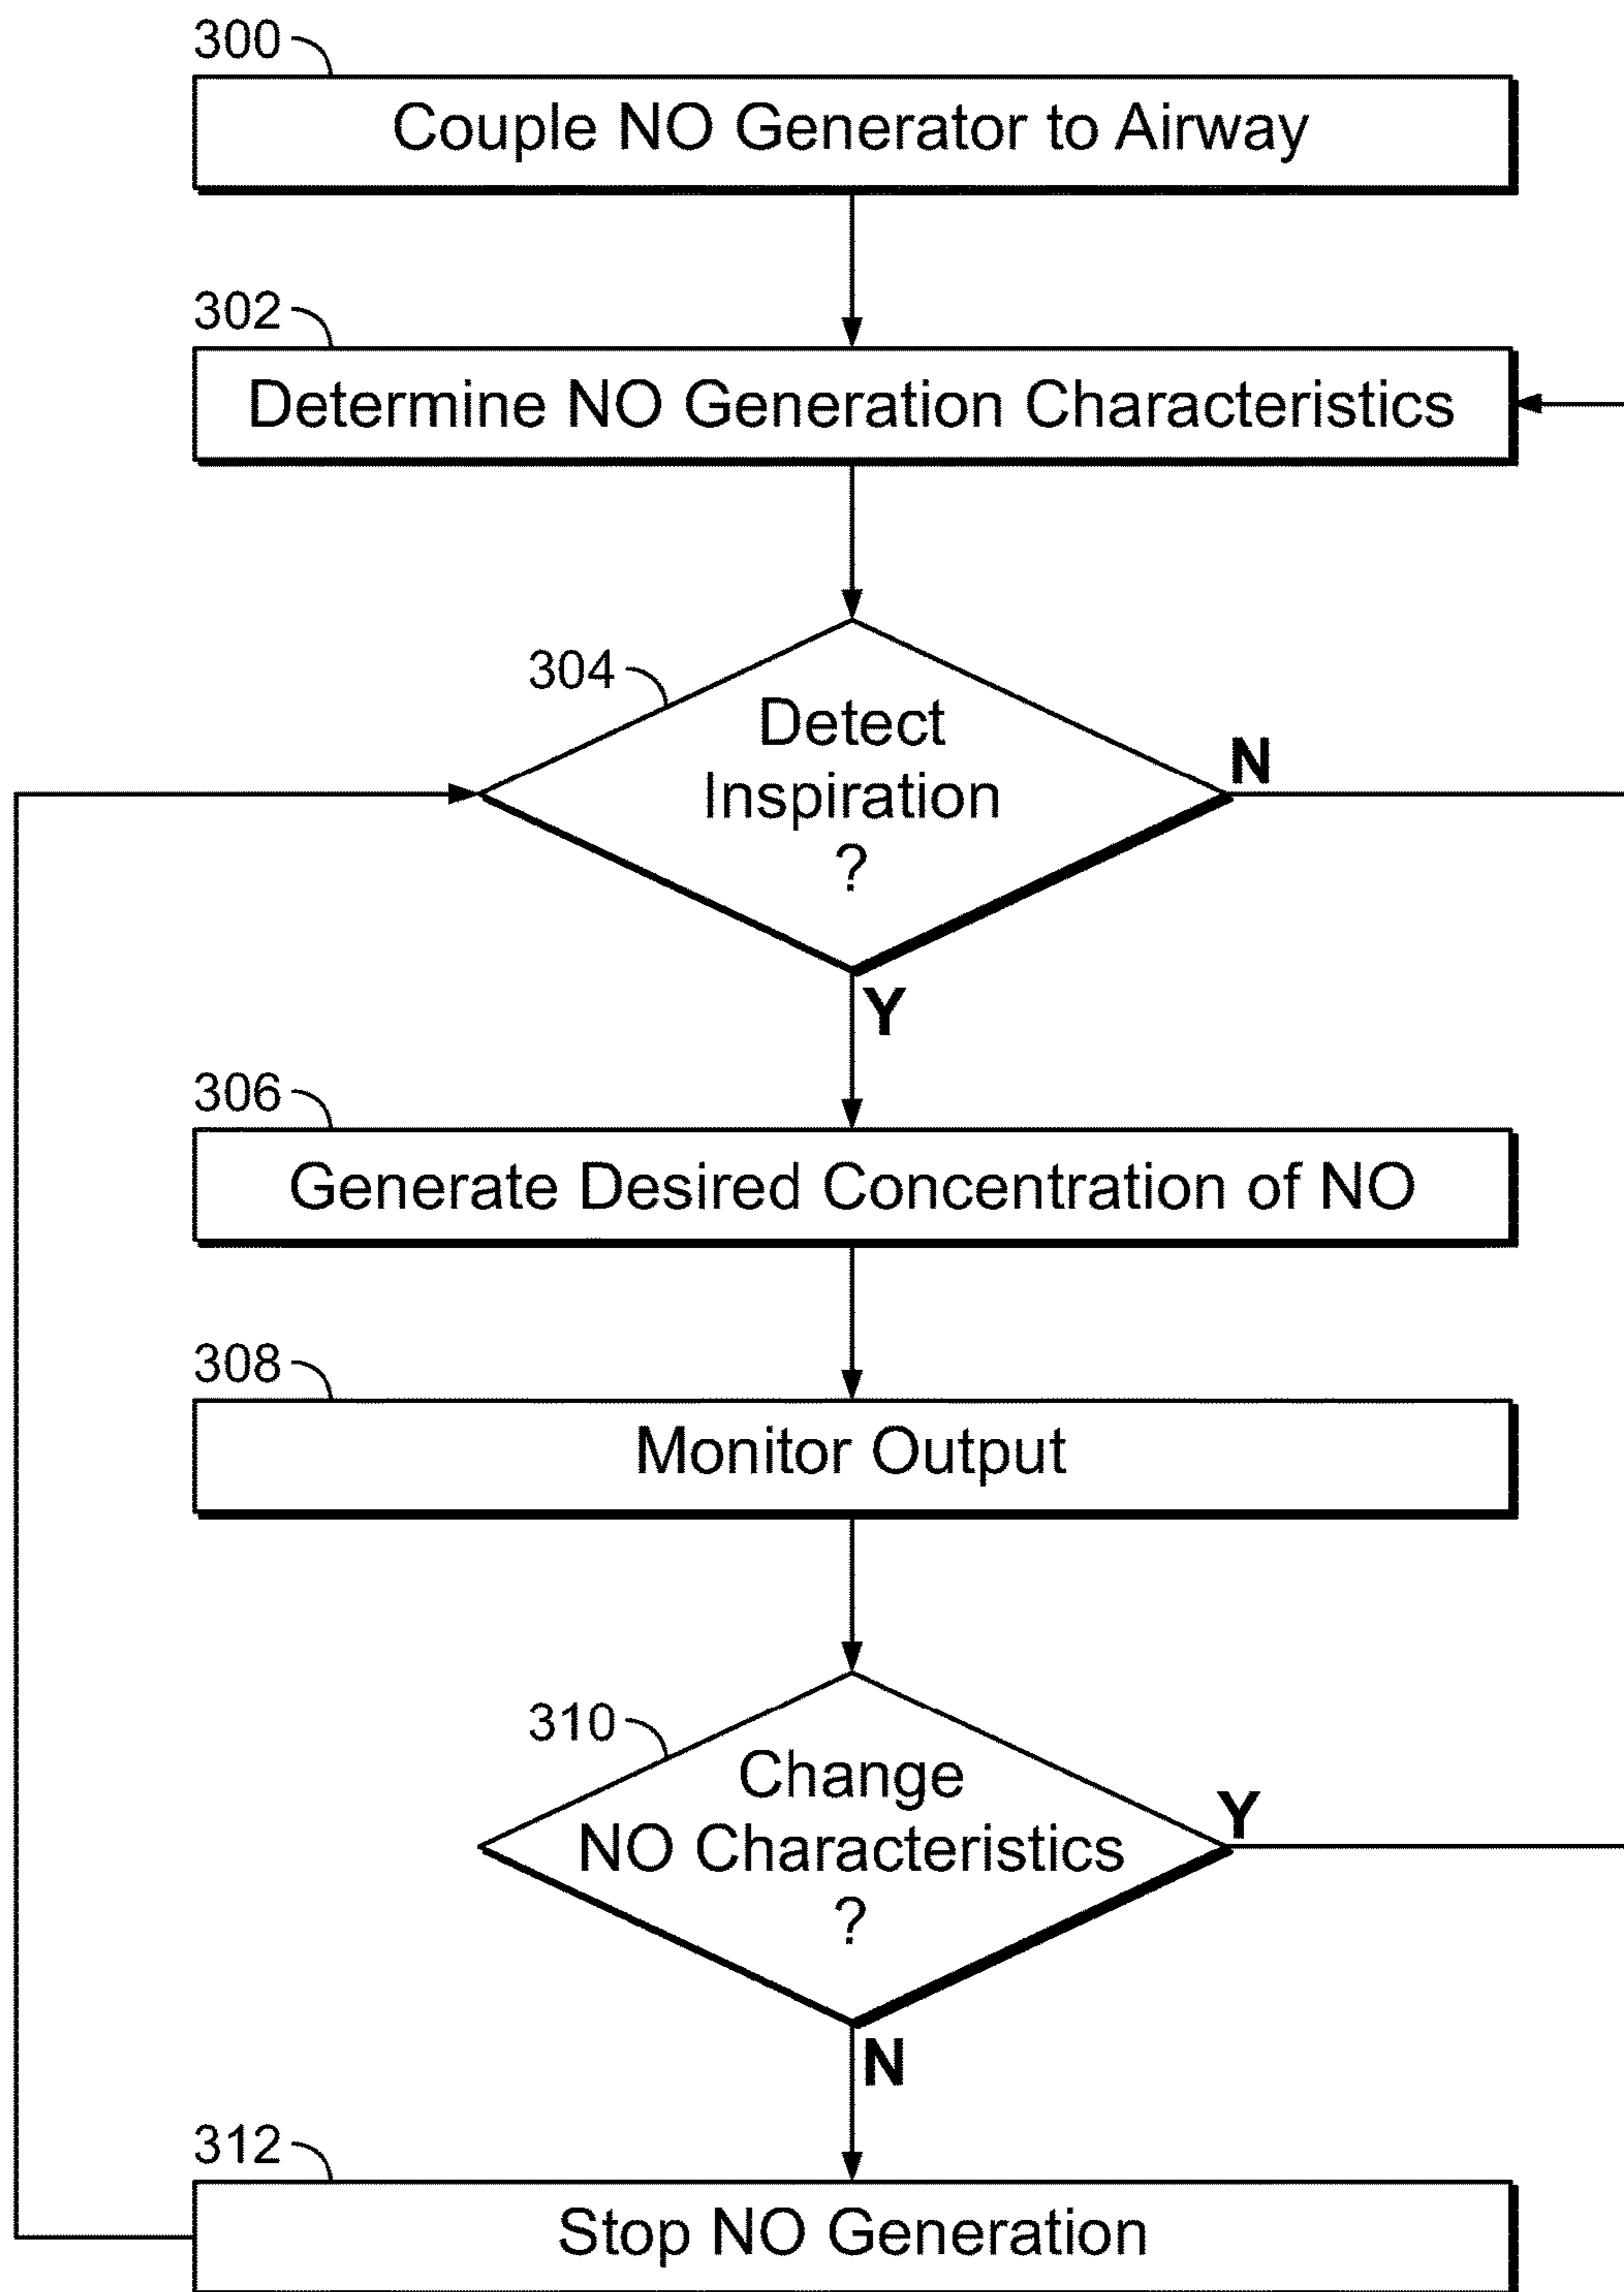 300
Couple NO Generator to Airway
302
Determine NO Generation Characteristics
304
Detect
Inspiration
?
N
Y
306
Generate Desired Concentration of NO
308
Monitor Output
310
Change
NO Characteristics
?
Y
N
312
Stop NO Generation